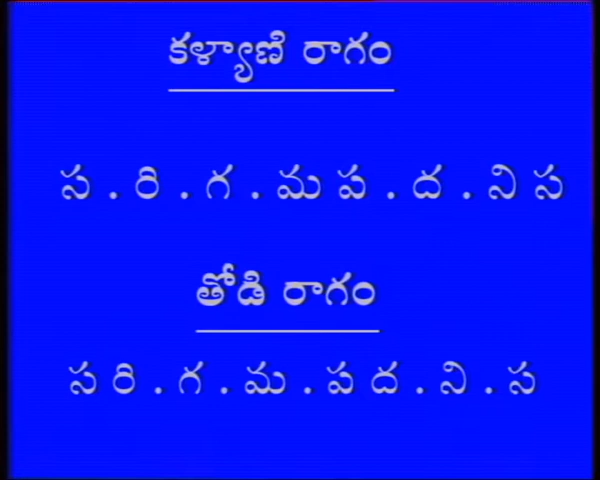 కళ్యాణి రాగం
స . రి . గ . మ ప . ద . ని స
తోడి రాగం
స రి . గ . మ . ప ద . ని . స